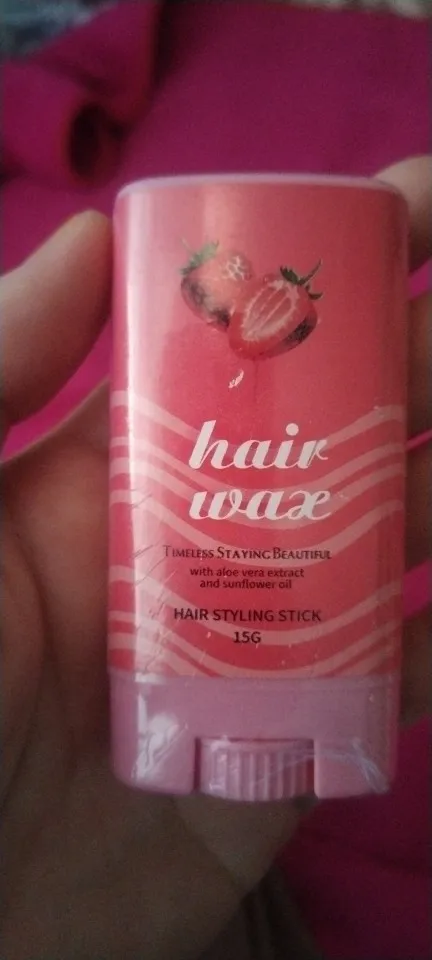 hair
wax
TIMELESS STAYING BEAUTIFUL
with aloe vera extract
and sunflower oil
HAIR STYLING STICK
15G